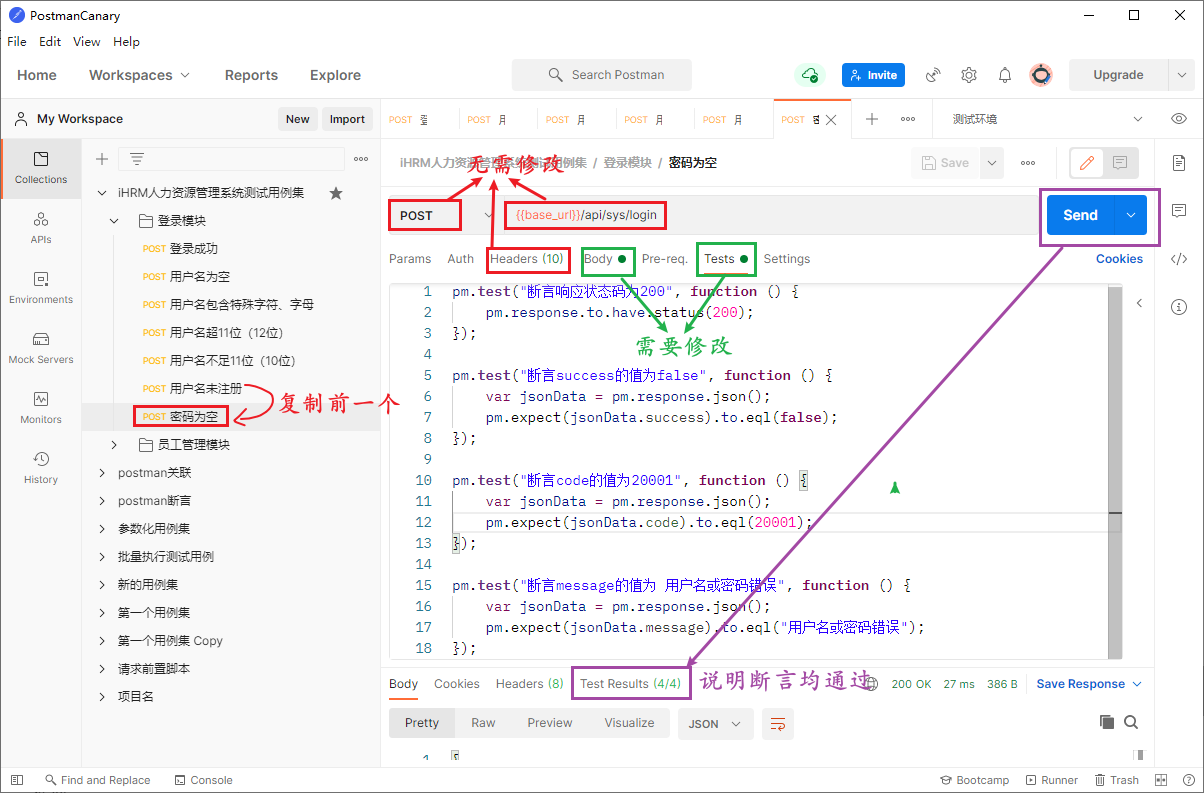 PostmanCanary
File Edit View Help
Home Workspaces Reports Explore Search Postman Invite Upgrade
My Workspace New Import
POST POST 用 POST 用 POST 用 POST 用 POST 测试环境
iHRM人力资源管理系统测试用例集 / 登录模块 / 密码为空 Save
无需修改
POST {{base_url}}/api/sys/login Send
Params Auth Headers (10) Body Pre-req. Tests Settings Cookies
需要修改
Collections
APIs
Environments
Mock Servers
Monitors
History
iHRM人力资源管理系统测试用例集
登录模块
POST 登录成功
POST 用户名为空
POST 用户名包含特殊字符、字母
POST 用户名超11位（12位）
POST 用户名不足11位（10位）
POST 用户名未注册
POST 密码为空
复制前一个
员工管理模块
postman关联
postman断言
参数化用例集
批量执行测试用例
新的用例集
第一个用例集
第一个用例集 Copy
请求前置脚本
项目名
1 pm.test("断言响应状态码为200", function () {
2 pm.response.to.have.status(200);
3 });
4
5 pm.test("断言success的值为false", function () {
6 var jsonData = pm.response.json();
7 pm.expect(jsonData.success).to.eql(false);
8 });
9
10 pm.test("断言code的值为20001", function () {
11 var jsonData = pm.response.json();
12 pm.expect(jsonData.code).to.eql(20001);
13 });
14
15 pm.test("断言message的值为 用户名或密码错误", function () {
16 var jsonData = pm.response.json();
17 pm.expect(jsonData.message).to.eql("用户名或密码错误");
18 });
Body Cookies Headers (8) Test Results (4/4) 说明断言均通过 200 OK 27 ms 386 B Save Response
Pretty Raw Preview Visualize JSON
1 {
Find and Replace Console Bootcamp Runner Trash